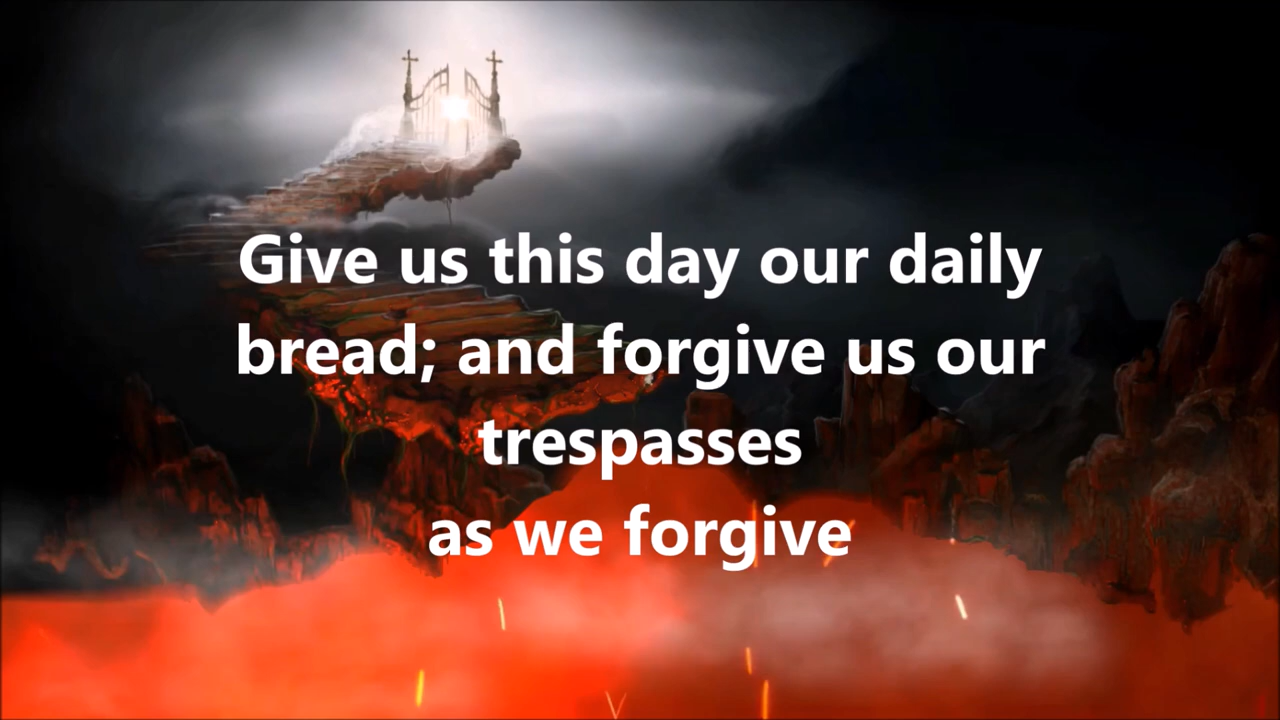 Give us this day our daily
bread; and forgive us our
trespasses
as we forgive